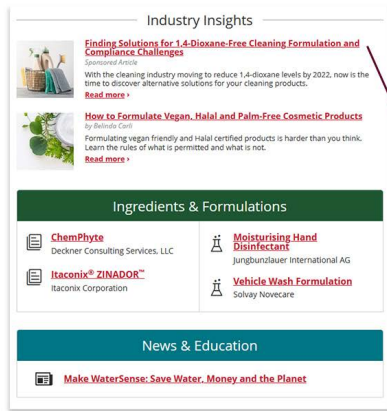 Industry Insights
Finding Solutions for 1,4-Dioxane-Free Cleaning Formulation and
Compliance Challenges
Sponsored Article
With the cleaning industry moving to reduce 1,4-dioxane levels by 2022, now is the
time to discover alternative solutions for your cleaning products.
Read more ›
How to Formulate Vegan, Halal and Palm-Free Cosmetic Products
by Belinda Carli
Formulating vegan friendly and Halal certified products is harder than you think.
Learn the rules of what is permitted and what is not.
Read more ›
Ingredients & Formulations
ChemPhyte
Deckner Consulting Services, LLC
Itaconix® ZINADOR™
Itaconix Corporation
Moisturising Hand
Disinfectant
Jungbunzlauer International AG
Vehicle Wash Formulation
Solvay Novecare
News & Education
Make WaterSense: Save Water, Money and the Planet